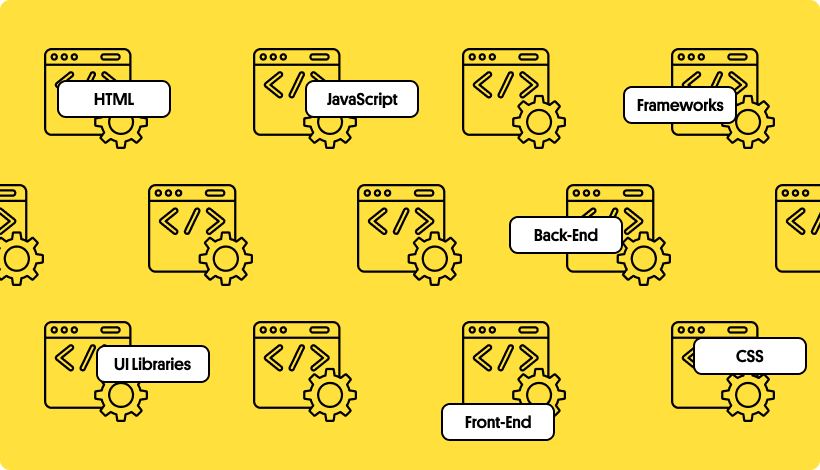 HTML
JavaScript
Frameworks
Back-End
UI Libraries
CSS
Front-End